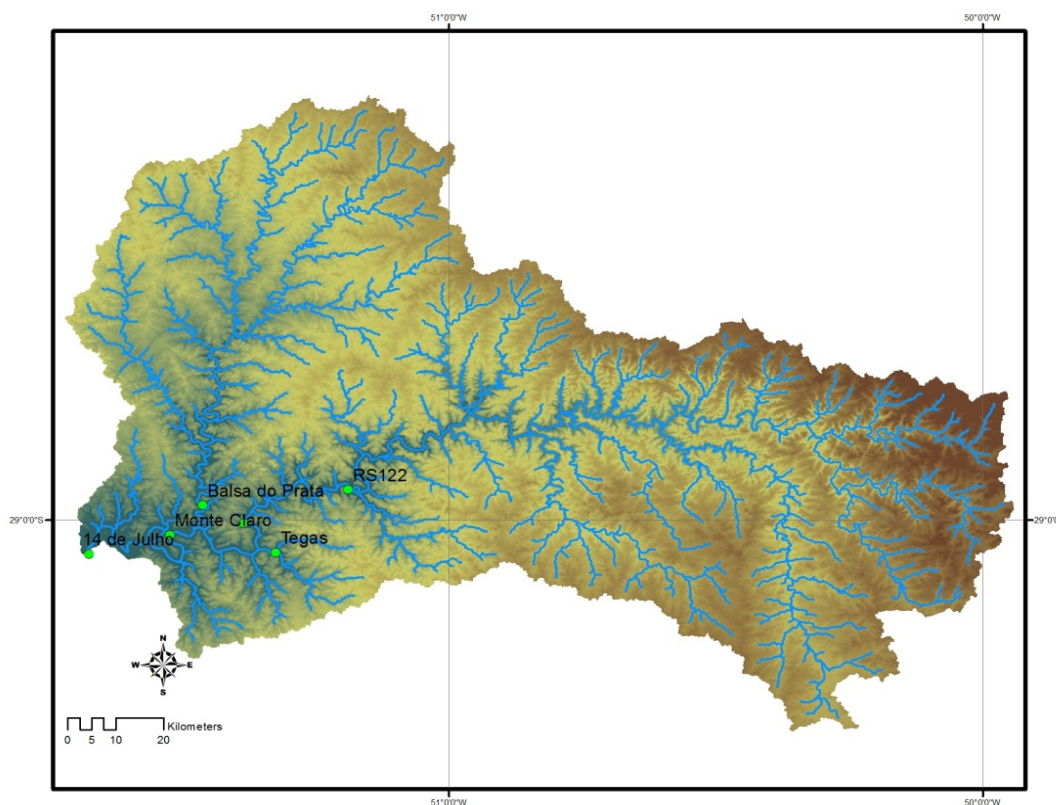 51°0'0"W
50°0'0"W
RS122
Balsa do Prata
29°0'0"S
Monte Claro
29°0'0"S
14 de Julho
Tegas
N
W
E
S
Kilometers
0 5 10 20
51°0'0"W
50°0'0"W